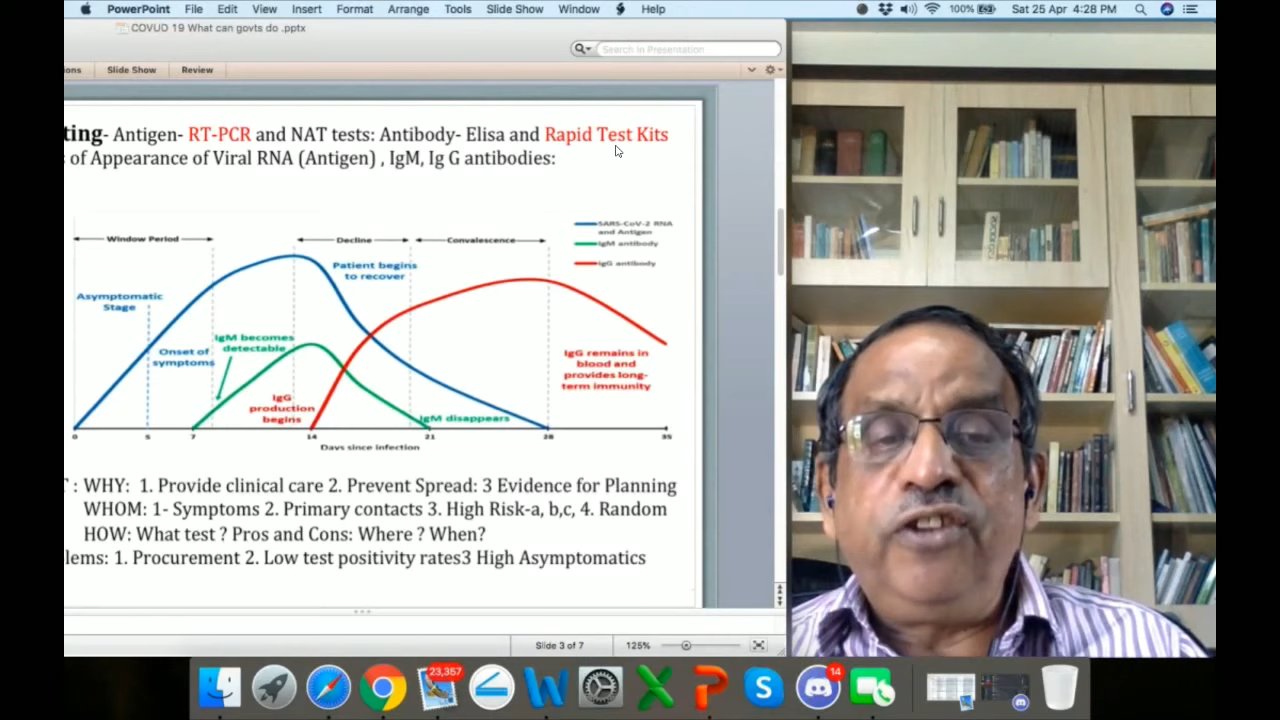 PowerPoint File Edit View Insert Format Arrange Tools Slide Show Window Help 100% Sat 25 Apr 4:28 PM
COVUD 19 What can govts do .pptx
Search in Presentation
ions Slide Show Review
ting- Antigen- RT-PCR and NAT tests: Antibody- Elisa and Rapid Test Kits
s of Appearance of Viral RNA (Antigen) , IgM, Ig G antibodies:
SARS-CoV-2 RNA
and Antigen
IgM antibody
IgG antibody
Window Period
Decline
Convalescence
Patient begins
to recover
Asymptomatic
Stage
Onset of
symptoms
IgM becomes
detectable
IgG
production
begins
IgG remains in
blood and
provides long-
term immunity
IgM disappears
0 5 7 14 21 28 35
Days since infection
T : WHY: 1. Provide clinical care 2. Prevent Spread: 3 Evidence for Planning
WHOM: 1- Symptoms 2. Primary contacts 3. High Risk-a, b,c, 4. Random
HOW: What test ? Pros and Cons: Where ? When?
lems: 1. Procurement 2. Low test positivity rates3 High Asymptomatics
Slide 3 of 7 125%
23,357
14